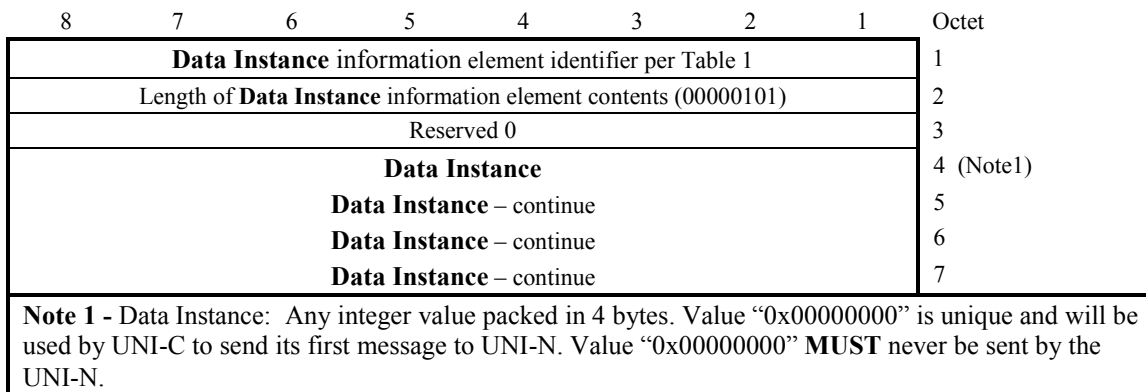 8 7 6 5 4 3 2 1 Octet
Data Instance information element identifier per Table 1 1
Length of Data Instance information element contents (00000101) 2
Reserved 0 3
Data Instance 4 (Note1)
Data Instance – continue 5
Data Instance – continue 6
Data Instance – continue 7
Note 1 - Data Instance: Any integer value packed in 4 bytes. Value “0x00000000” is unique and will be
used by UNI-C to send its first message to UNI-N. Value “0x00000000” MUST never be sent by the
UNI-N.